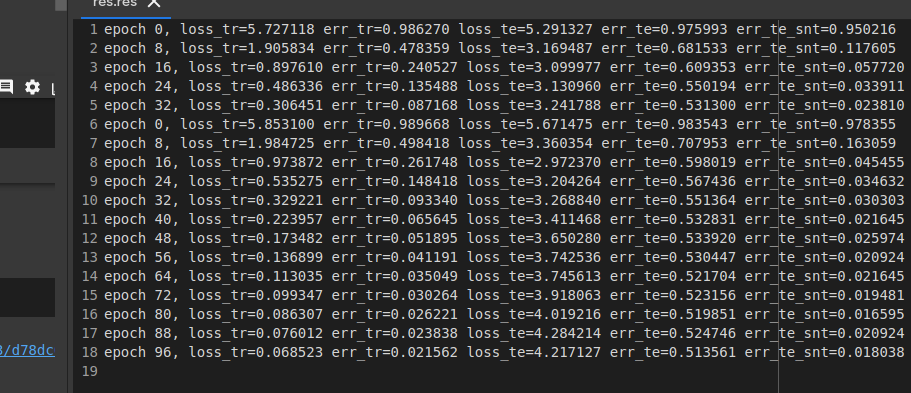 res.res
1 epoch 0, loss_tr=5.727118 err_tr=0.986270 loss_te=5.291327 err_te=0.975993 err_te_snt=0.950216
2 epoch 8, loss_tr=1.905834 err_tr=0.478359 loss_te=3.169487 err_te=0.681533 err_te_snt=0.117605
3 epoch 16, loss_tr=0.897610 err_tr=0.240527 loss_te=3.099977 err_te=0.609353 err_te_snt=0.057720
4 epoch 24, loss_tr=0.486336 err_tr=0.135488 loss_te=3.130960 err_te=0.550194 err_te_snt=0.033911
5 epoch 32, loss_tr=0.306451 err_tr=0.087168 loss_te=3.241788 err_te=0.531300 err_te_snt=0.023810
6 epoch 0, loss_tr=5.853100 err_tr=0.989668 loss_te=5.671475 err_te=0.983543 err_te_snt=0.978355
7 epoch 8, loss_tr=1.984725 err_tr=0.498418 loss_te=3.360354 err_te=0.707953 err_te_snt=0.163059
8 epoch 16, loss_tr=0.973872 err_tr=0.261748 loss_te=2.972370 err_te=0.598019 err_te_snt=0.045455
9 epoch 24, loss_tr=0.535275 err_tr=0.148418 loss_te=3.204264 err_te=0.567436 err_te_snt=0.034632
10 epoch 32, loss_tr=0.329221 err_tr=0.093340 loss_te=3.268840 err_te=0.551364 err_te_snt=0.030303
11 epoch 40, loss_tr=0.223957 err_tr=0.065645 loss_te=3.411468 err_te=0.532831 err_te_snt=0.021645
12 epoch 48, loss_tr=0.173482 err_tr=0.051895 loss_te=3.650280 err_te=0.533920 err_te_snt=0.025974
13 epoch 56, loss_tr=0.136899 err_tr=0.041191 loss_te=3.742536 err_te=0.530447 err_te_snt=0.020924
14 epoch 64, loss_tr=0.113035 err_tr=0.035049 loss_te=3.745613 err_te=0.521704 err_te_snt=0.021645
15 epoch 72, loss_tr=0.099347 err_tr=0.030264 loss_te=3.918063 err_te=0.523156 err_te_snt=0.019481
16 epoch 80, loss_tr=0.086307 err_tr=0.026221 loss_te=4.019216 err_te=0.519851 err_te_snt=0.016595
17 epoch 88, loss_tr=0.076012 err_tr=0.023838 loss_te=4.284214 err_te=0.524746 err_te_snt=0.020924
18 epoch 96, loss_tr=0.068523 err_tr=0.021562 loss_te=4.217127 err_te=0.513561 err_te_snt=0.018038
19
/d78dc